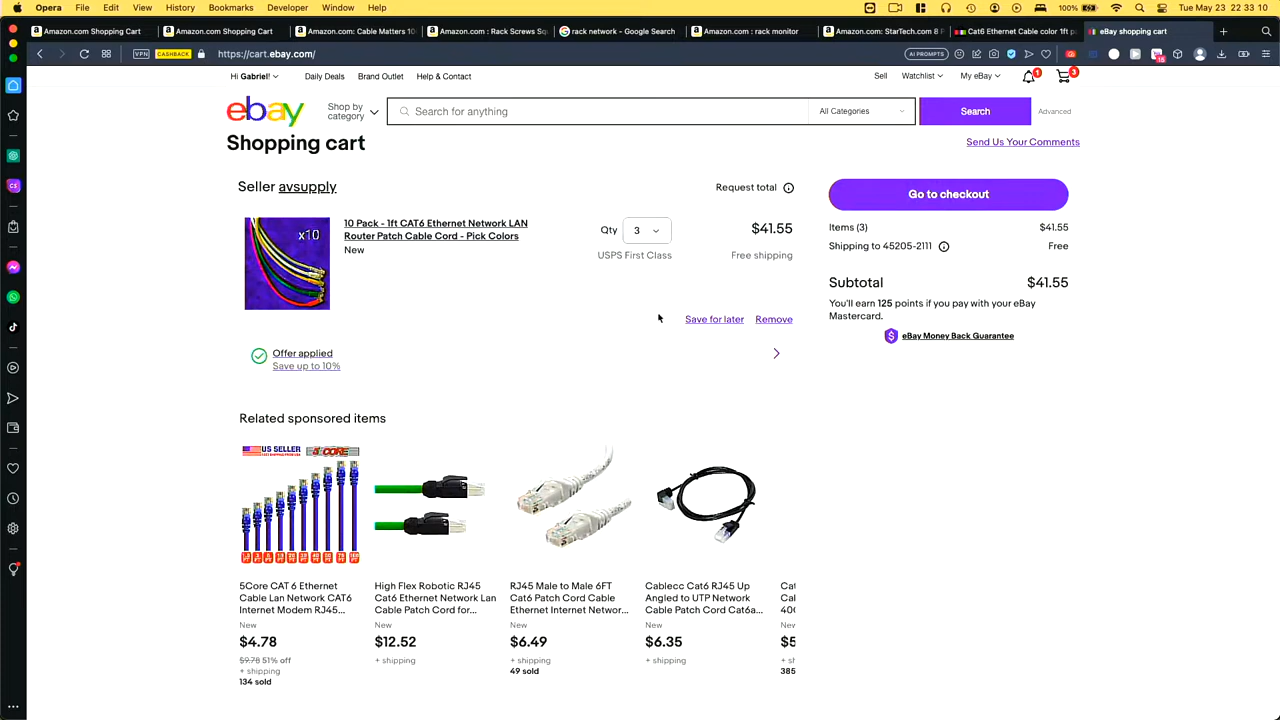 Opera File Edit View History Bookmarks Developer Window Help 100% Tue May 23 22 33 10
Amazon.com Shopping Cart
Amazon.com Shopping Cart
Amazon.com: Cable Matters 10
Amazon.com : Rack Screws Squ
rack network - Google Search
Amazon.com : rack monitor
Amazon.com: StarTech.com 8 P
Cat6 Ethernet Cable color 1ft p
eBay shopping cart
VPN CASHBACK https://cart.ebay.com/ AI PROMPTS
Hi Gabriel! Daily Deals Brand Outlet Help & Contact Sell Watchlist My eBay 1 3
ebay Shop by category Search for anything All Categories Search Advanced
Shopping cart
Send Us Your Comments
Seller avsupply
Request total
Go to checkout
x10
10 Pack - 1ft CAT6 Ethernet Network LAN
Router Patch Cable Cord - Pick Colors
New
Qty 3 $41.55
USPS First Class Free shipping
Items (3) $41.55
Shipping to 45205-2111 Free
Subtotal $41.55
You'll earn 125 points if you pay with your eBay
Mastercard.
eBay Money Back Guarantee
Save for later Remove
Offer applied
Save up to 10%
Related sponsored items
US SELLER 5 CORE
5Core CAT 6 Ethernet
Cable Lan Network CAT6
Internet Modem RJ45...
New
$4.78
$9.78 51% off
+ shipping
134 sold
High Flex Robotic RJ45
Cat6 Ethernet Network Lan
Cable Patch Cord for...
New
$12.52
+ shipping
RJ45 Male to Male 6FT
Cat6 Patch Cord Cable
Ethernet Internet Networ...
New
$6.49
+ shipping
49 sold
Cablecc Cat6 RJ45 Up
Angled to UTP Network
Cable Patch Cord Cat6a...
New
$6.35
+ shipping
Cat
Cal
40(
New
$5
+ sh
385